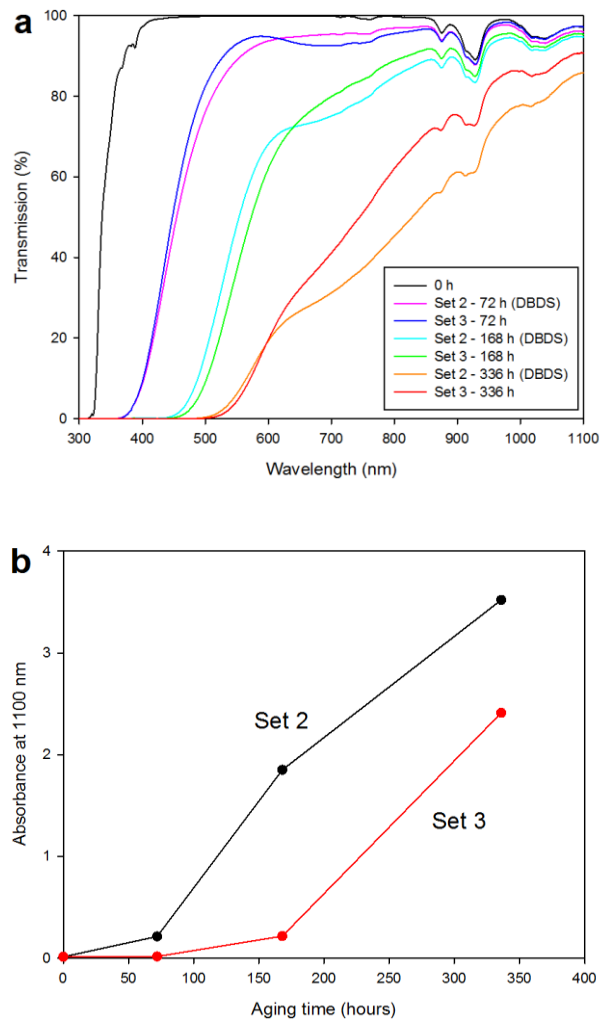 a
Transmission (%)
100
80
60
40
20
0
0 h
Set 2 - 72 h (DBDS)
Set 3 - 72 h
Set 2 - 168 h (DBDS)
Set 3 - 168 h
Set 2 - 336 h (DBDS)
Set 3 - 336 h
300 400 500 600 700 800 900 1000 1100
Wavelength (nm)
b
Absorbance at 1100 nm
4
3
2
1
0
Set 2
Set 3
0 50 100 150 200 250 300 350 400
Aging time (hours)